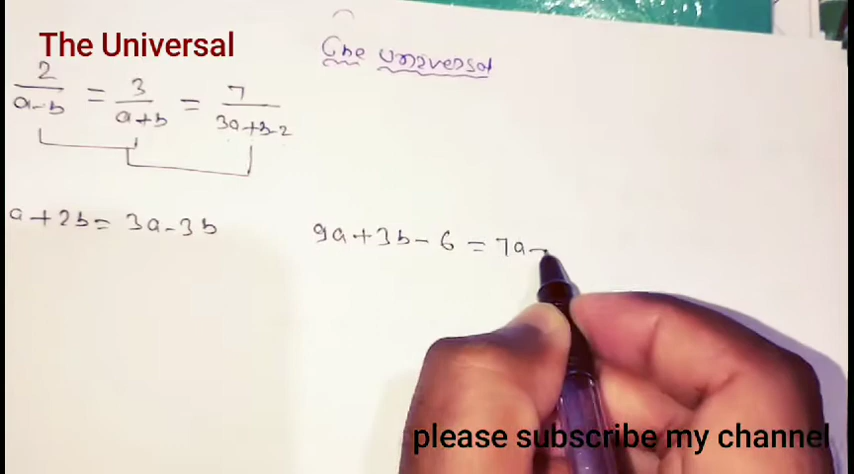 The Universal
The Universal
2/a-b = 3/a+b = 7/3a+b-2
a+2b = 3a-3b
9a+3b-6 = 7a-
please subscribe my channel